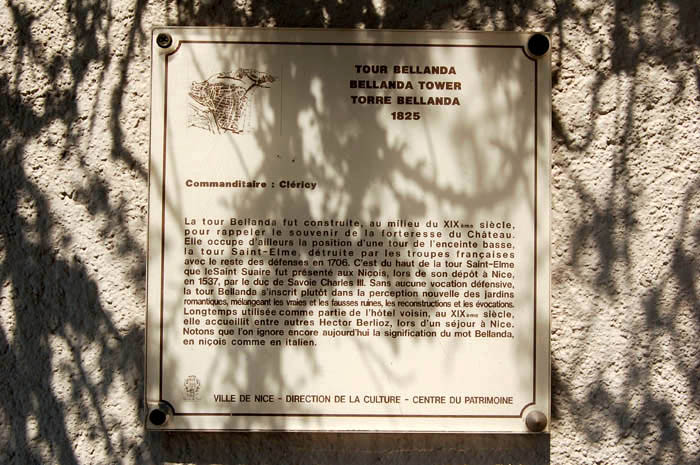 TOUR BELLANDA
BELLANDA TOWER
TORRE BELLANDA
1825
Commanditaire : Cléricy
La tour Bellanda fut construite, au milieu du XIXème siècle,
pour rappeler le souvenir de la forteresse du Château.
Elle occupe d'ailleurs la position d'une tour de l'enceinte basse,
la tour Saint-Elme, détruite par les troupes françaises
avec le reste des défenses en 1706. C'est du haut de la tour Saint-Elme
que leSaint Suaire fut présenté aux Niçois, lors de son dépôt à Nice,
en 1537, par le duc de Savoie Charles III. Sans aucune vocation défensive,
la tour Bellanda s'inscrit plutôt dans la perception nouvelle des jardins
romantiques, mélangeant les vraies et les fausses ruines, les reconstructions et les évocations.
Longtemps utilisée comme partie de l'hôtel voisin, au XIXème siècle,
elle accueillit entre autres Hector Berlioz, lors d'un séjour à Nice.
Notons que l'on ignore encore aujourd'hui la signification du mot Bellanda,
en niçois comme en italien.
VILLE DE NICE - DIRECTION DE LA CULTURE - CENTRE DU PATRIMOINE